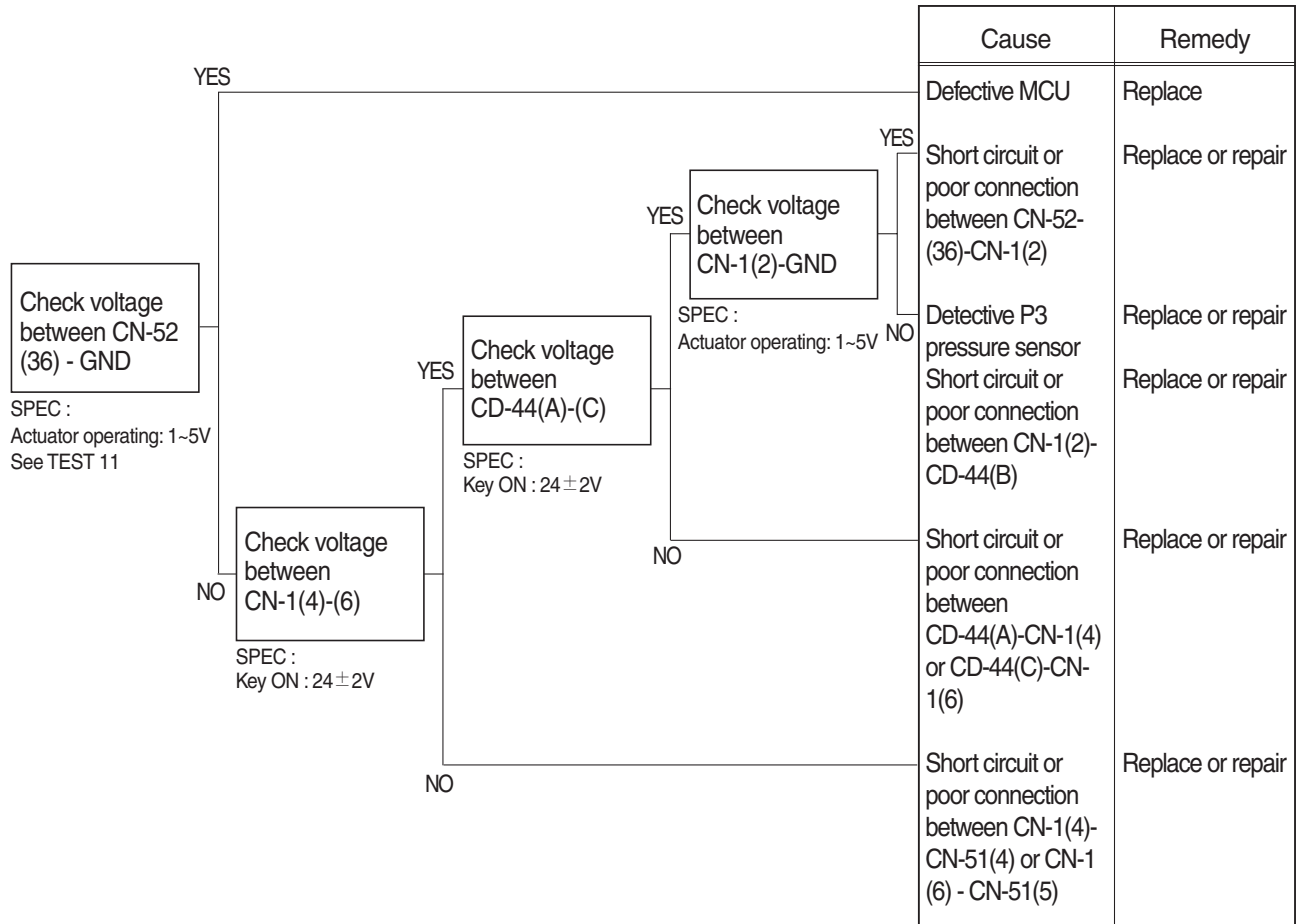 Cause
Remedy
YES
Defective MCU
Replace
YES
Short circuit or
poor connection
between CN-52-
(36)-CN-1(2)
Replace or repair
YES
Check voltage
between
CN-1(2)-GND
SPEC :
Actuator operating: 1~5V
NO
Detective P3
pressure sensor
Replace or repair
Short circuit or
poor connection
between CN-1(2)-
CD-44(B)
Replace or repair
Check voltage
between CN-52
(36) - GND
SPEC :
Actuator operating: 1~5V
See TEST 11
YES
Check voltage
between
CD-44(A)-(C)
SPEC :
Key ON : 24±2V
NO
Short circuit or
poor connection
between
CD-44(A)-CN-1(4)
or CD-44(C)-CN-
1(6)
Replace or repair
NO
Check voltage
between
CN-1(4)-(6)
SPEC :
Key ON : 24±2V
NO
Short circuit or
poor connection
between CN-1(4)-
CN-51(4) or CN-1
(6) - CN-51(5)
Replace or repair